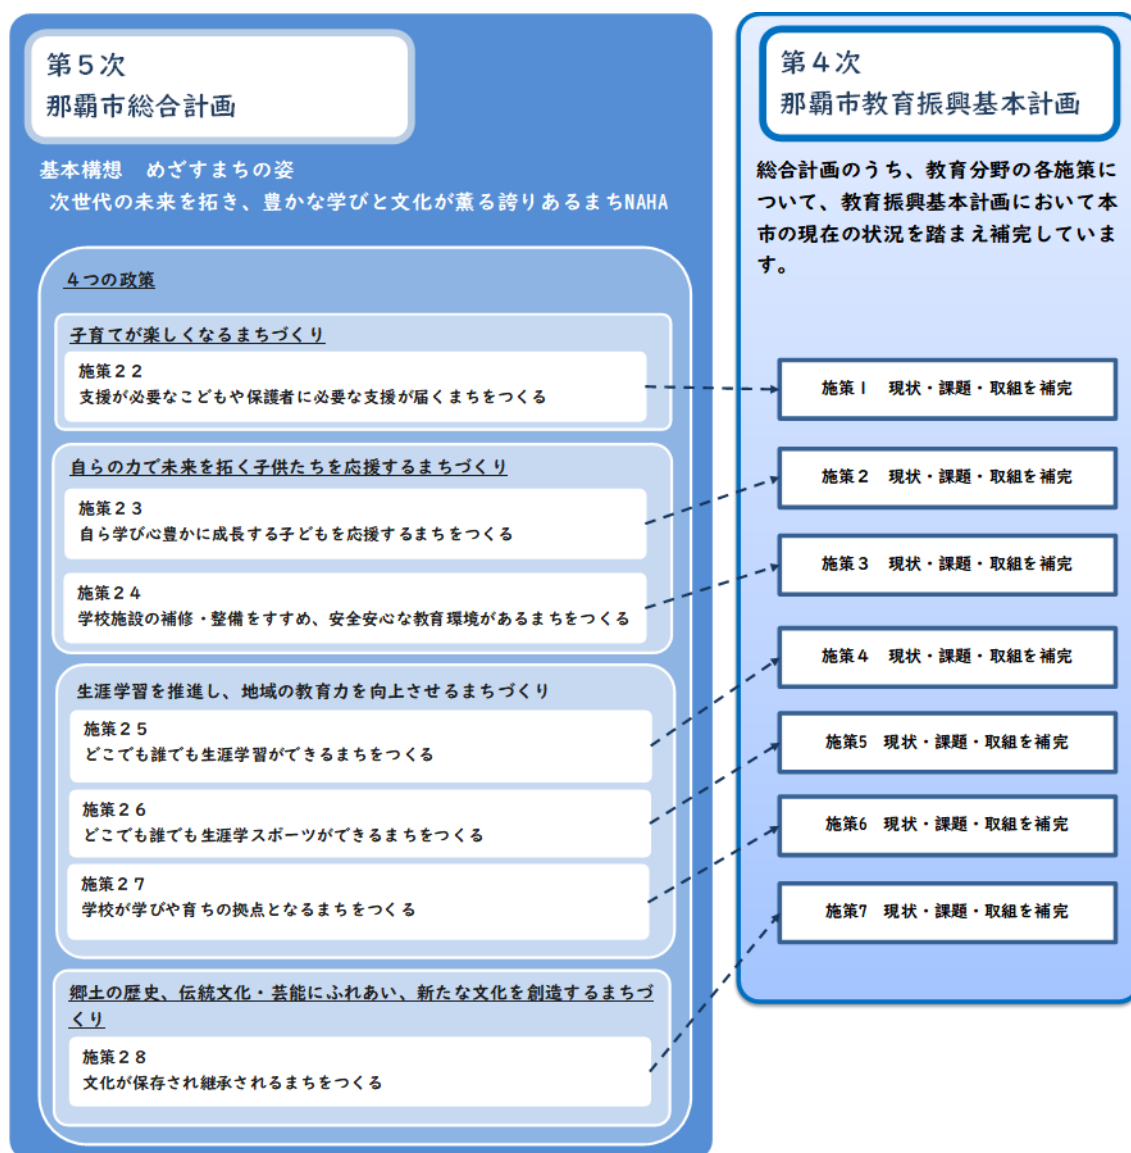 第５次
那覇市総合計画
基本構想　めざすまちの姿
次世代の未来を拓き、豊かな学びと文化が薫る誇りあるまちNAHA
４つの政策
子育てが楽しくなるまちづくり
施策２２
支援が必要なこどもや保護者に必要な支援が届くまちをつくる
自らの力で未来を拓く子供たちを応援するまちづくり
施策２３
自ら学び心豊かに成長する子どもを応援するまちをつくる
施策２４
学校施設の補修・整備をすすめ、安全安心な教育環境があるまちをつくる
生涯学習を推進し、地域の教育力を向上させるまちづくり
施策２５
どこでも誰でも生涯学習ができるまちをつくる
施策２６
どこでも誰でも生涯学スポーツができるまちをつくる
施策２７
学校が学びや育ちの拠点となるまちをつくる
郷土の歴史、伝統文化・芸能にふれあい、新たな文化を創造するまちづ
くり
施策２８
文化が保存され継承されるまちをつくる
第４次
那覇市教育振興基本計画
総合計画のうち、教育分野の各施策に
ついて、教育振興基本計画において本
市の現在の状況を踏まえ補完していま
す。
施策１　現状・課題・取組を補完
施策２　現状・課題・取組を補完
施策３　現状・課題・取組を補完
施策４　現状・課題・取組を補完
施策5　現状・課題・取組を補完
施策6　現状・課題・取組を補完
施策7　現状・課題・取組を補完